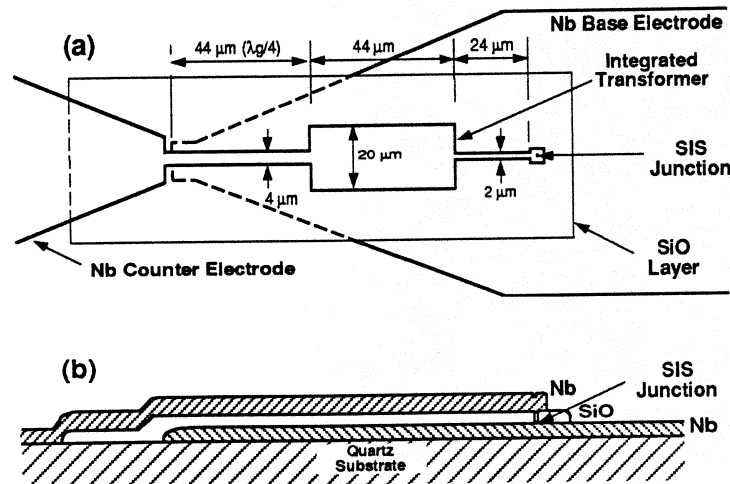 (a)
Nb Base Electrode
44 µm (λg/4)
44 µm
24 µm
Integrated
Transformer
20 µm
4 µm
2 µm
SIS
Junction
SiO
Layer
Nb Counter Electrode
(b)
Nb
SIS
Junction
SiO
Nb
Quartz
Substrate